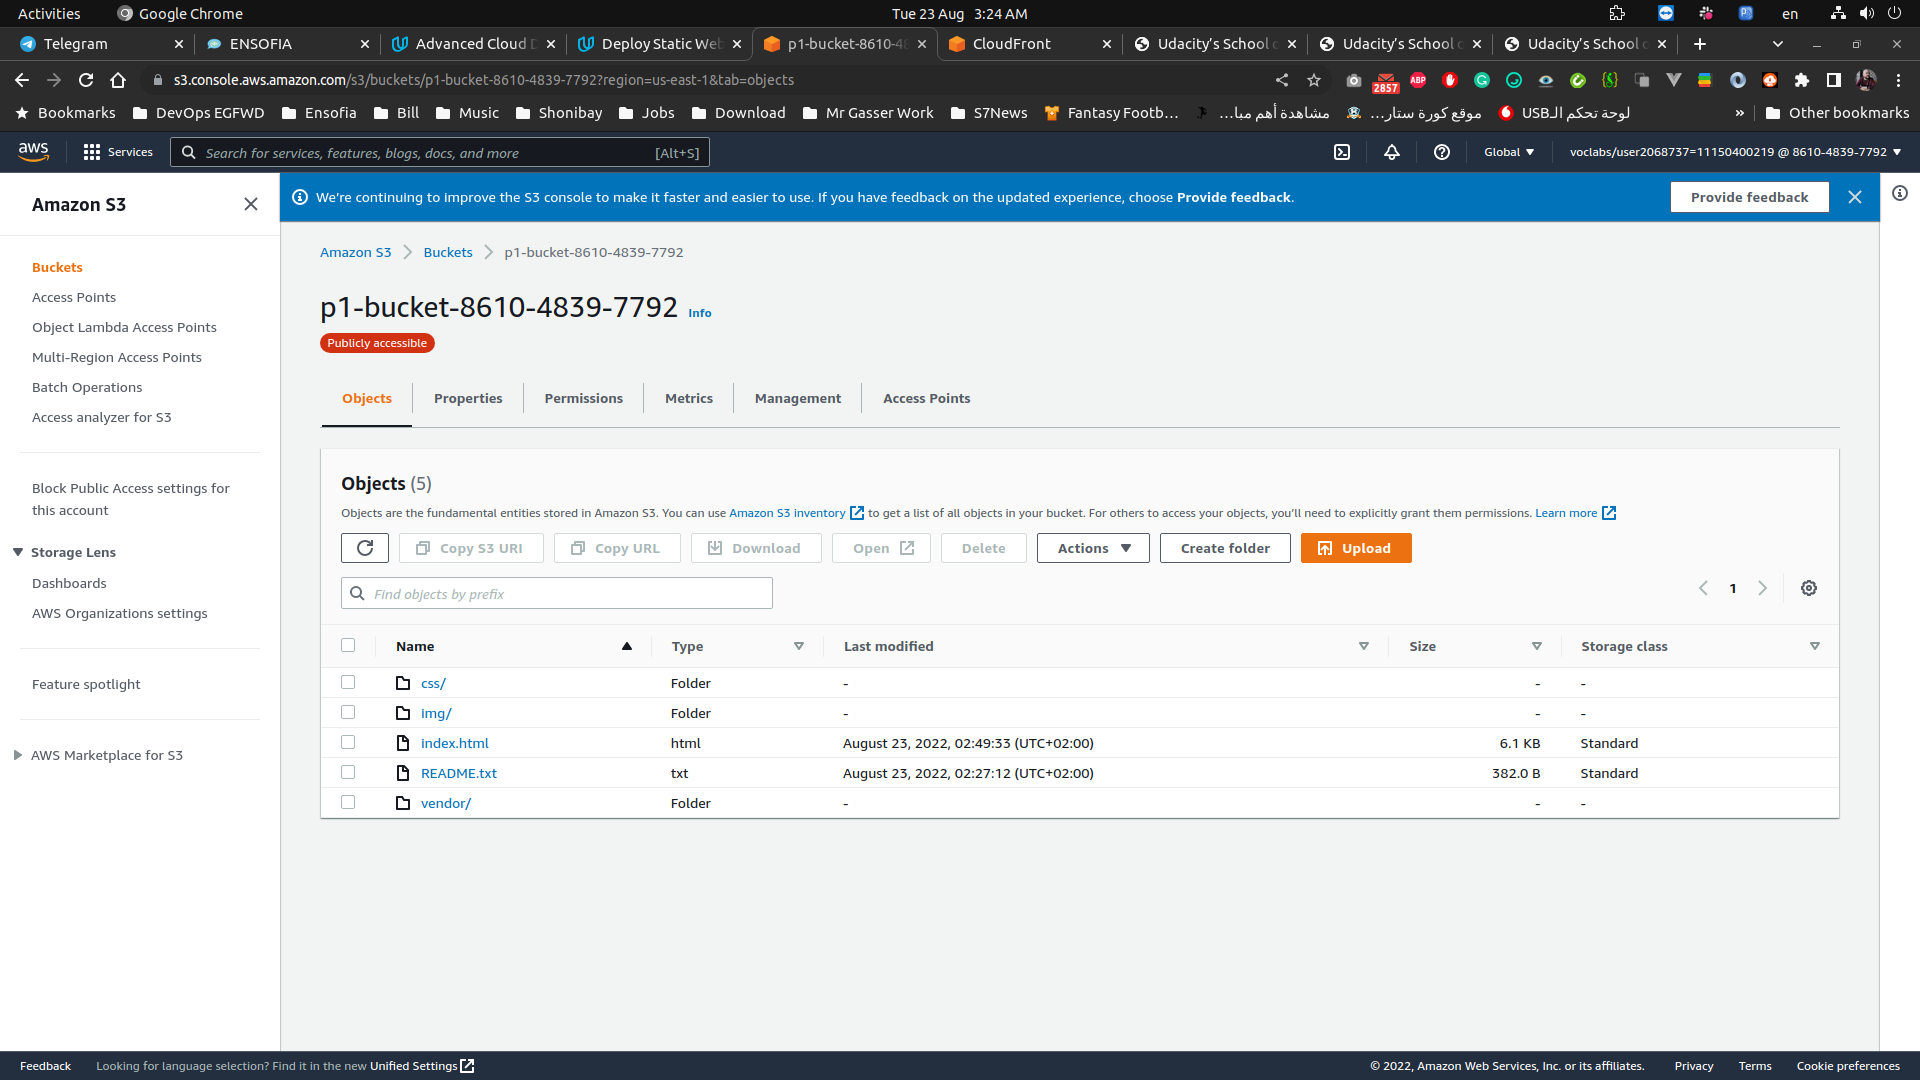 Activities
Google Chrome
Tue 23 Aug 3:24 AM
en
Telegram
ENSOFIA
Advanced Cloud D
Deploy Static Web
p1-bucket-8610-48
CloudFront
Udacity's School o
Udacity's School o
Udacity's School o
s3.console.aws.amazon.com/s3/buckets/p1-bucket-8610-4839-7792?region=us-east-1&tab=objects
2857
ABP
Bookmarks
DevOps EGFWD
Ensofia
Bill
Music
Shonibay
Jobs
Download
Mr Gasser Work
S7News
Fantasy Footb...
مشاهدة أهم مبا...
موقع كورة ستار...
لوحة تحكم الـUSB
»
Other bookmarks
aws
Services
Search for services, features, blogs, docs, and more
[Alt+S]
Global
voclabs/user2068737=11150400219 @ 8610-4839-7792
Amazon S3
Buckets
Access Points
Object Lambda Access Points
Multi-Region Access Points
Batch Operations
Access analyzer for S3
Block Public Access settings for
this account
Storage Lens
Dashboards
AWS Organizations settings
Feature spotlight
AWS Marketplace for S3
We're continuing to improve the S3 console to make it faster and easier to use. If you have feedback on the updated experience, choose Provide feedback.
Provide feedback
Amazon S3
Buckets
p1-bucket-8610-4839-7792
p1-bucket-8610-4839-7792 Info
Publicly accessible
Objects
Properties
Permissions
Metrics
Management
Access Points
Objects (5)
Objects are the fundamental entities stored in Amazon S3. You can use Amazon S3 inventory to get a list of all objects in your bucket. For others to access your objects, you'll need to explicitly grant them permissions. Learn more
Copy S3 URI
Copy URL
Download
Open
Delete
Actions
Create folder
Upload
Find objects by prefix
1
Name Type Last modified Size Storage class
css/ Folder - - -
img/ Folder - - -
index.html html August 23, 2022, 02:49:33 (UTC+02:00) 6.1 KB Standard
README.txt txt August 23, 2022, 02:27:12 (UTC+02:00) 382.0 B Standard
vendor/ Folder - - -
Feedback
Looking for language selection? Find it in the new Unified Settings
© 2022, Amazon Web Services, Inc. or its affiliates.
Privacy
Terms
Cookie preferences